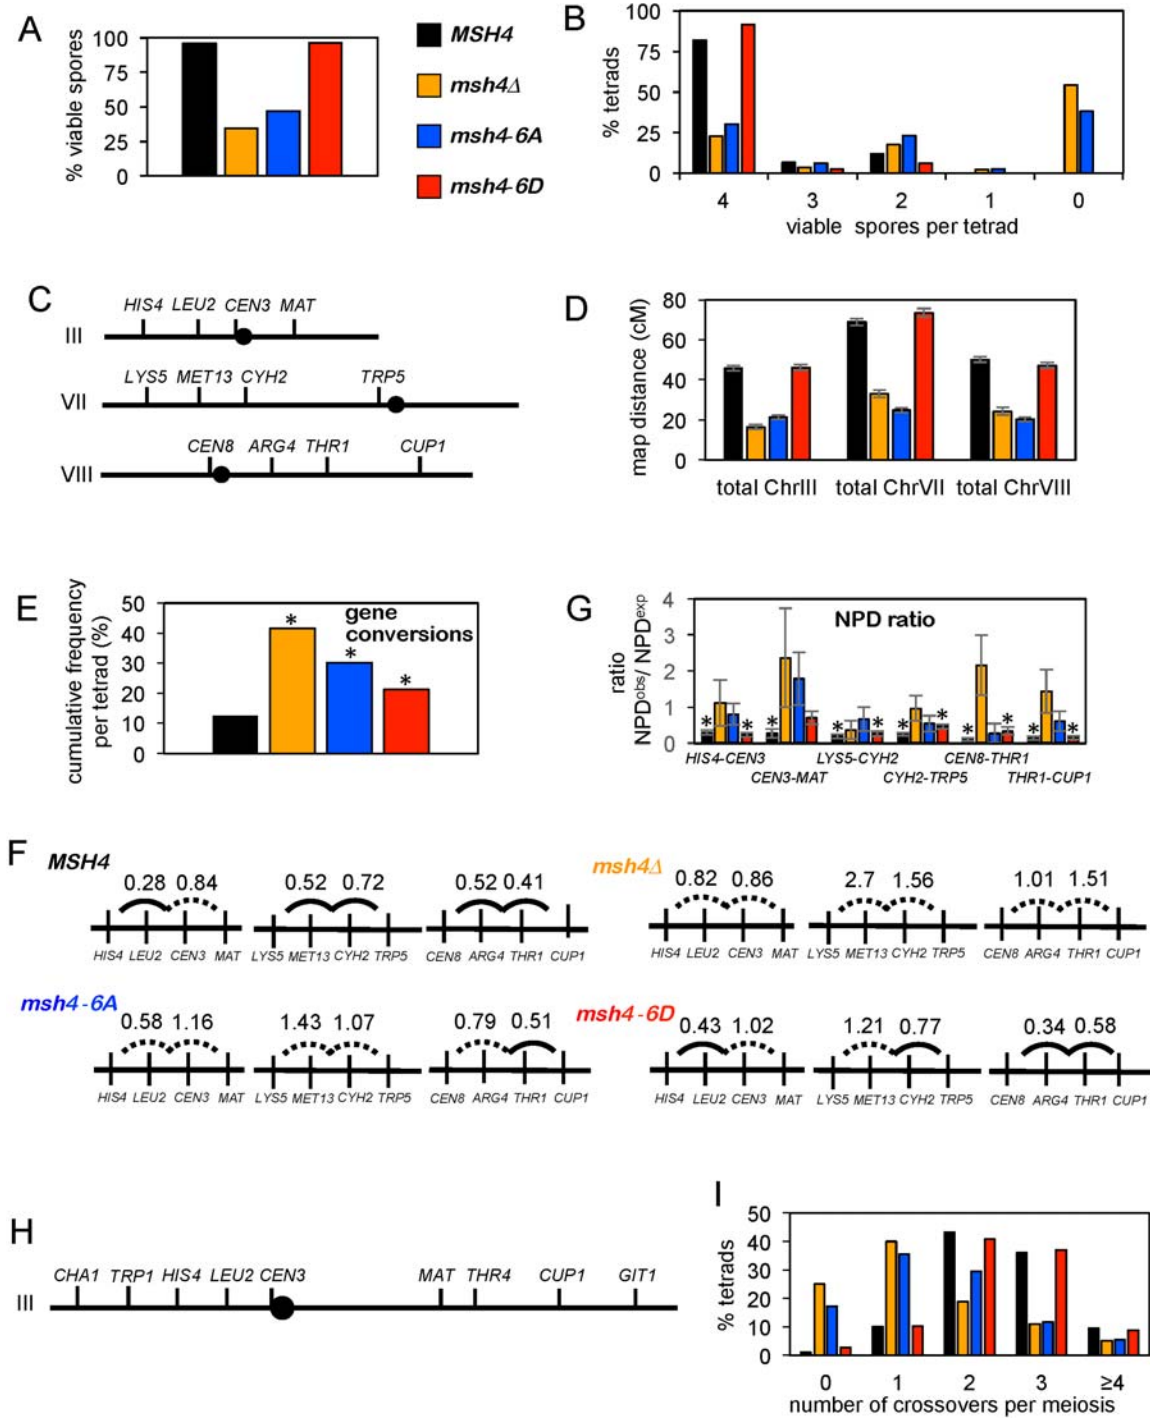 A
% viable spores
100
75
50
25
0
MSH4
msh4Δ
msh4-6A
msh4-6D
B
% tetrads
100
75
50
25
0
4 3 2 1 0
viable spores per tetrad
C
HIS4 LEU2 CEN3 MAT
III
LYS5 MET13 CYH2 TRP5
VII
CEN8 ARG4 THR1 CUP1
VIII
D
map distance (cM)
80
60
40
20
0
total ChrIII total ChrVII total ChrVIII
E
cumulative frequency
per tetrad (%)
50
40
30
20
10
0
gene
conversions
* * *
G
ratio
NPDobs/ NPDexp
4
3
2
1
0
NPD ratio
* * * * * * * * * * *
HIS4-CEN3 LYS5-CYH2 CEN8-THR1
CEN3-MAT CYH2-TRP5 THR1-CUP1
F
MSH4
0.28 0.84 0.52 0.72 0.52 0.41
HIS4 LEU2 CEN3 MAT LYS5 MET13 CYH2 TRP5 CEN8 ARG4 THR1 CUP1
msh4Δ
0.82 0.86 2.7 1.56 1.01 1.51
HIS4 LEU2 CEN3 MAT LYS5 MET13 CYH2 TRP5 CEN8 ARG4 THR1 CUP1
msh4-6A
0.58 1.16 1.43 1.07 0.79 0.51
HIS4 LEU2 CEN3 MAT LYS5 MET13 CYH2 TRP5 CEN8 ARG4 THR1 CUP1
msh4-6D
0.43 1.02 1.21 0.77 0.34 0.58
HIS4 LEU2 CEN3 MAT LYS5 MET13 CYH2 TRP5 CEN8 ARG4 THR1 CUP1
H
CHA1 TRP1 HIS4 LEU2 CEN3 MAT THR4 CUP1 GIT1
III
I
% tetrads
50
40
30
20
10
0
0 1 2 3 ≥4
number of crossovers per meiosis